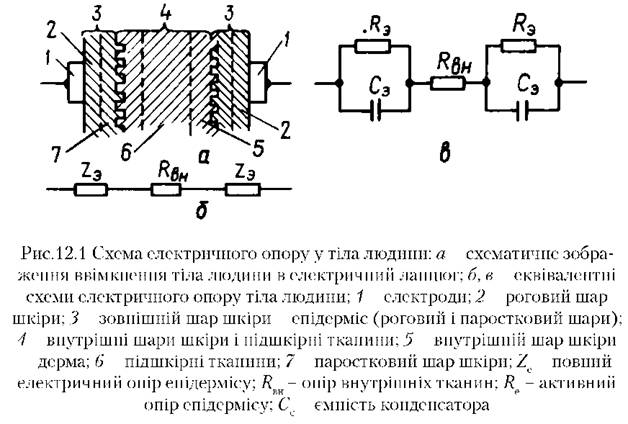 3 4 3
2 1 1
7 6 а 5 2
Zэ Rвн Zэ
б
Rэ Rвн Rэ
Cэ Cэ
в
Рис.12.1 Схема електричного опору у тіла людини: а схематичне зобра-
ження ввімкнення тіла людини в електричний ланцюг; б, в еквівалентні
схеми електричного опору тіла людини; 1 електроди; 2 роговий шар
шкіри; 3 зовнішній шар шкіри епідерміс (роговий і паростковий шари);
4 внутрішні шари шкіри і підшкірні тканини; 5 внутрішній шар шкіри
дерма; 6 підшкірні тканини; 7 паростковий шар шкіри; Zе повний
електричний опір епідермісу; Rвн – опір внутрішніх тканин; Rе – активний
опір епідермісу; Cе ємність конденсатора